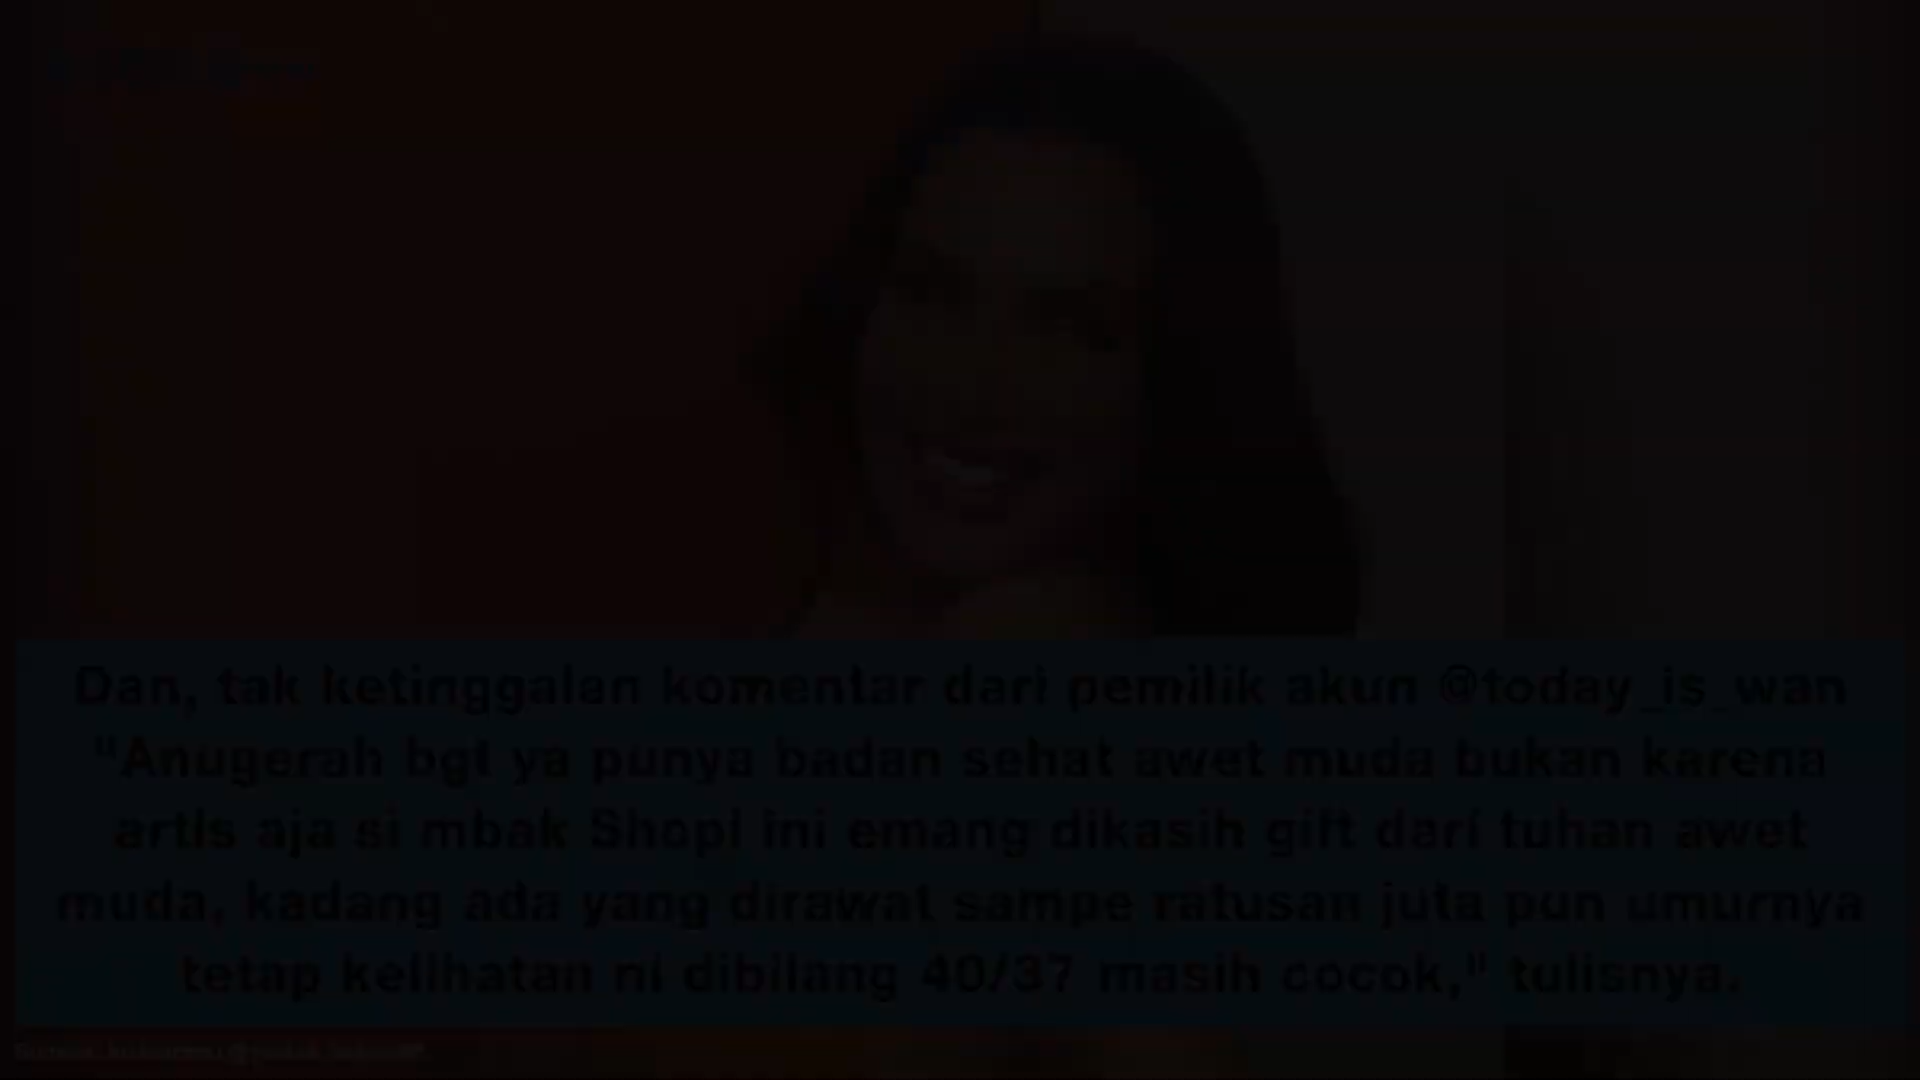 Dan, tak ketinggalan komentar dari pemilik akun @today_is_wan
"Anugerah bgt ya punya badan sehat awet muda bukan karena
artis aja si mbak Shopi ini emang dikasih gift dari tuhan awet
muda, kadang ada yang dirawat sampe ratusan juta pun umurnya
tetap kelihatan ni dibilang 40/37 masih cocok," tulisnya.